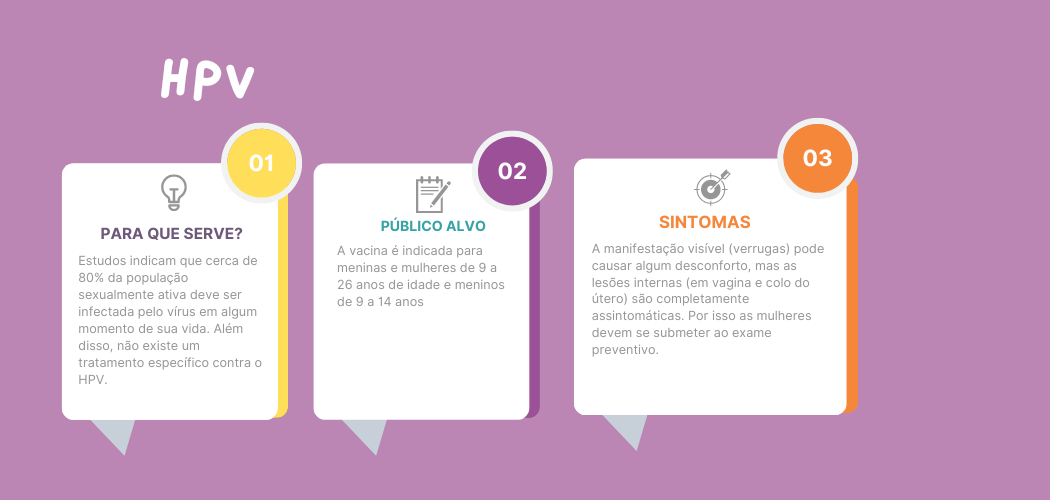 HPV
01
PARA QUE SERVE?
Estudos indicam que cerca de
80% da população
sexualmente ativa deve ser
infectada pelo vírus em algum
momento de sua vida. Além
disso, não existe um
tratamento específico contra o
HPV.
02
PÚBLICO ALVO
A vacina é indicada para
meninas e mulheres de 9 a
26 anos de idade e meninos
de 9 a 14 anos
03
SINTOMAS
A manifestação visível (verrugas) pode
causar algum desconforto, mas as
lesões internas (em vagina e colo do
útero) são completamente
assintomáticas. Por isso as mulheres
devem se submeter ao exame
preventivo.